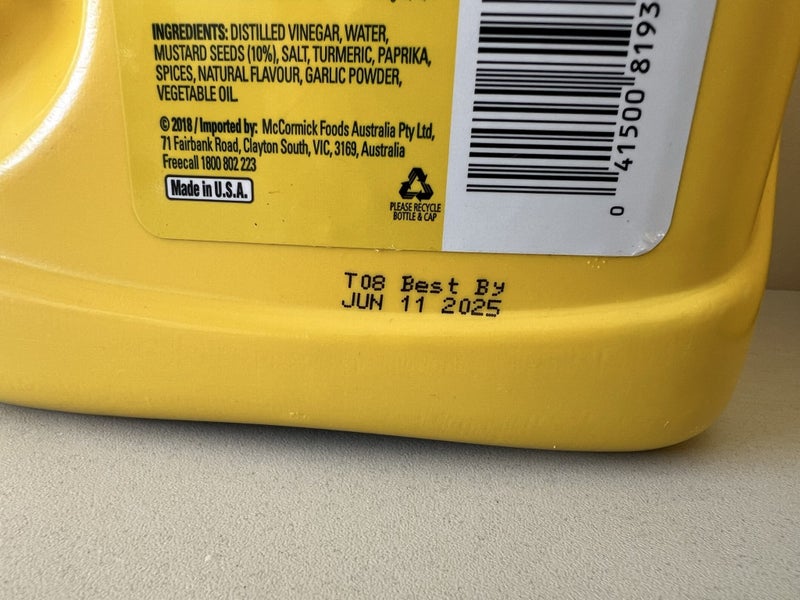 INGREDIENTS: DISTILLED VINEGAR, WATER,
MUSTARD SEEDS (10%), SALT, TURMERIC, PAPRIKA,
SPICES, NATURAL FLAVOUR, GARLIC POWDER,
VEGETABLE OIL.
© 2018 / Imported by: McCormick Foods Australia Pty Ltd,
71 Fairbank Road, Clayton South, VIC, 3169, Australia
Freecall 1800 802 223
Made in U.S.A.
PLEASE RECYCLE
BOTTLE & CAP
0 41500 8193
T08 Best By
JUN 11 2025